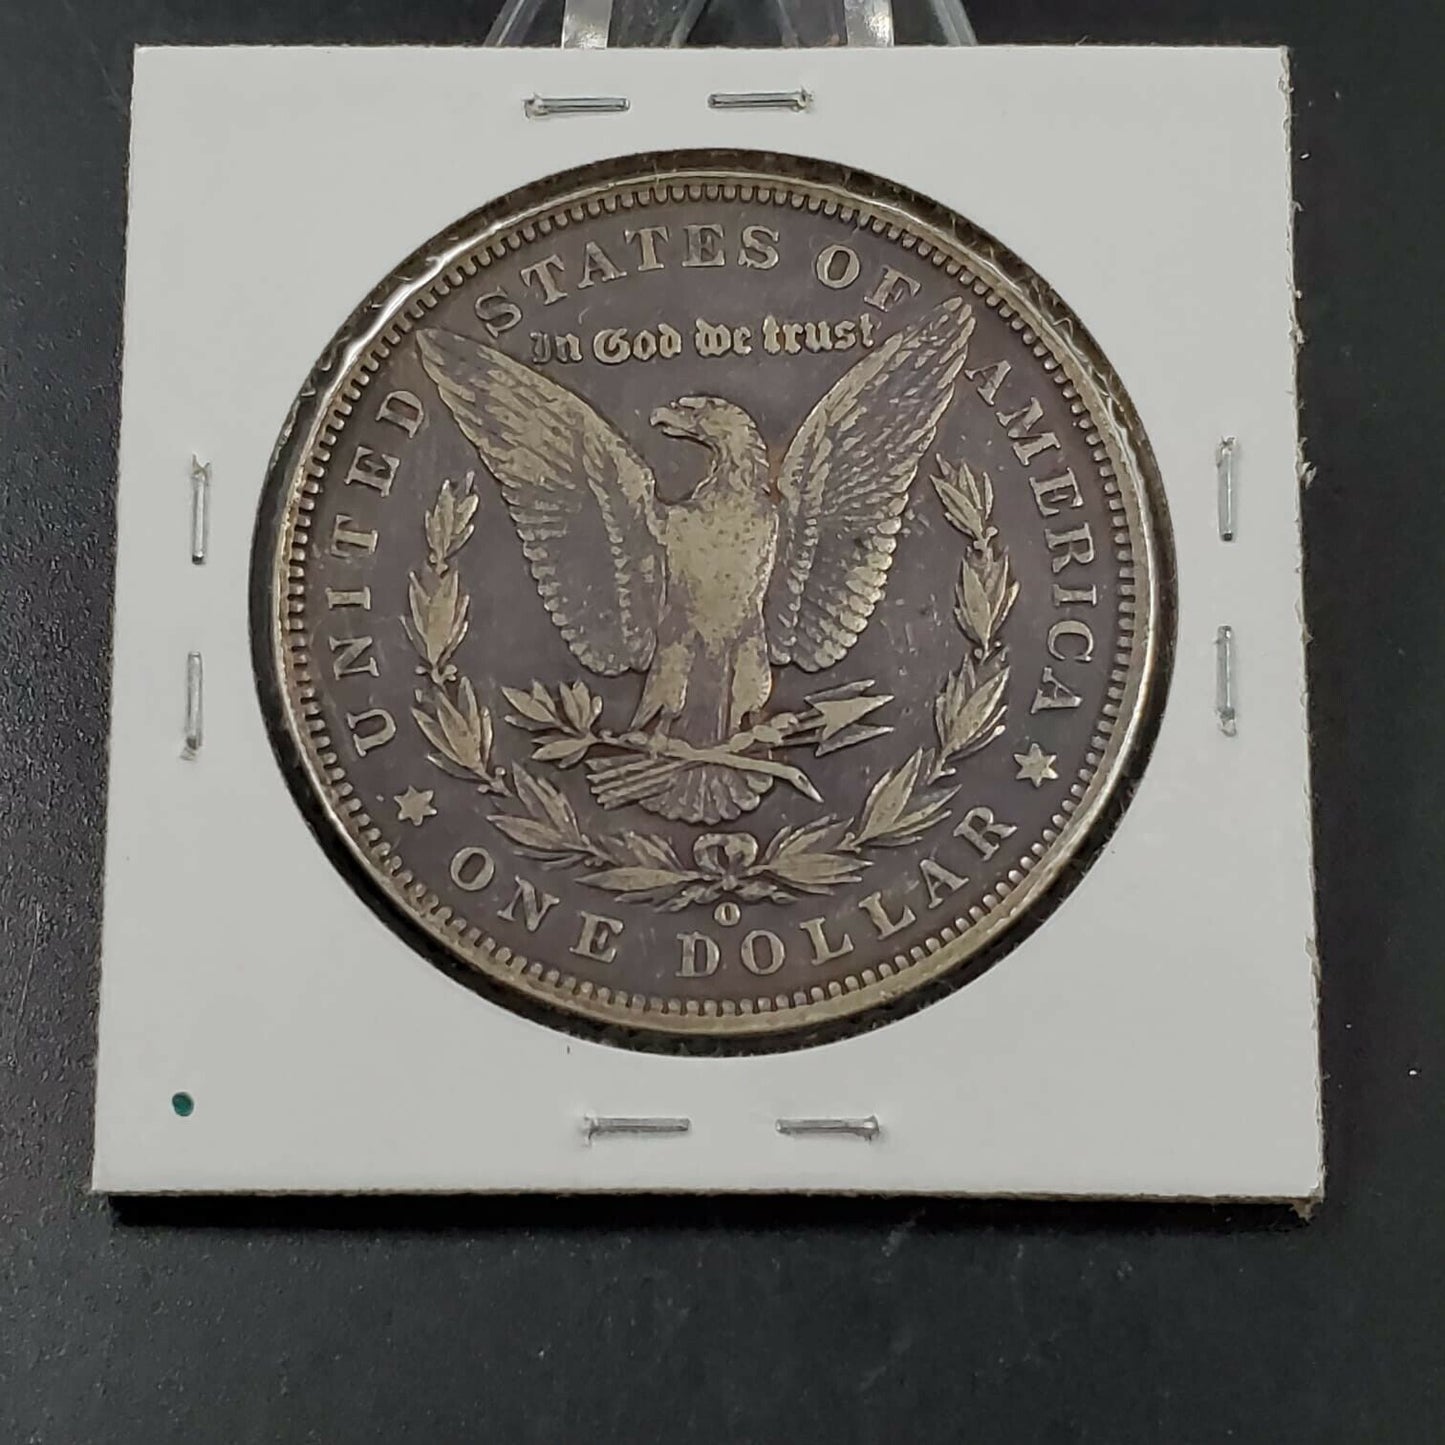 UNITED STATES OF AMERICA
In God we trust
O
ONE DOLLAR